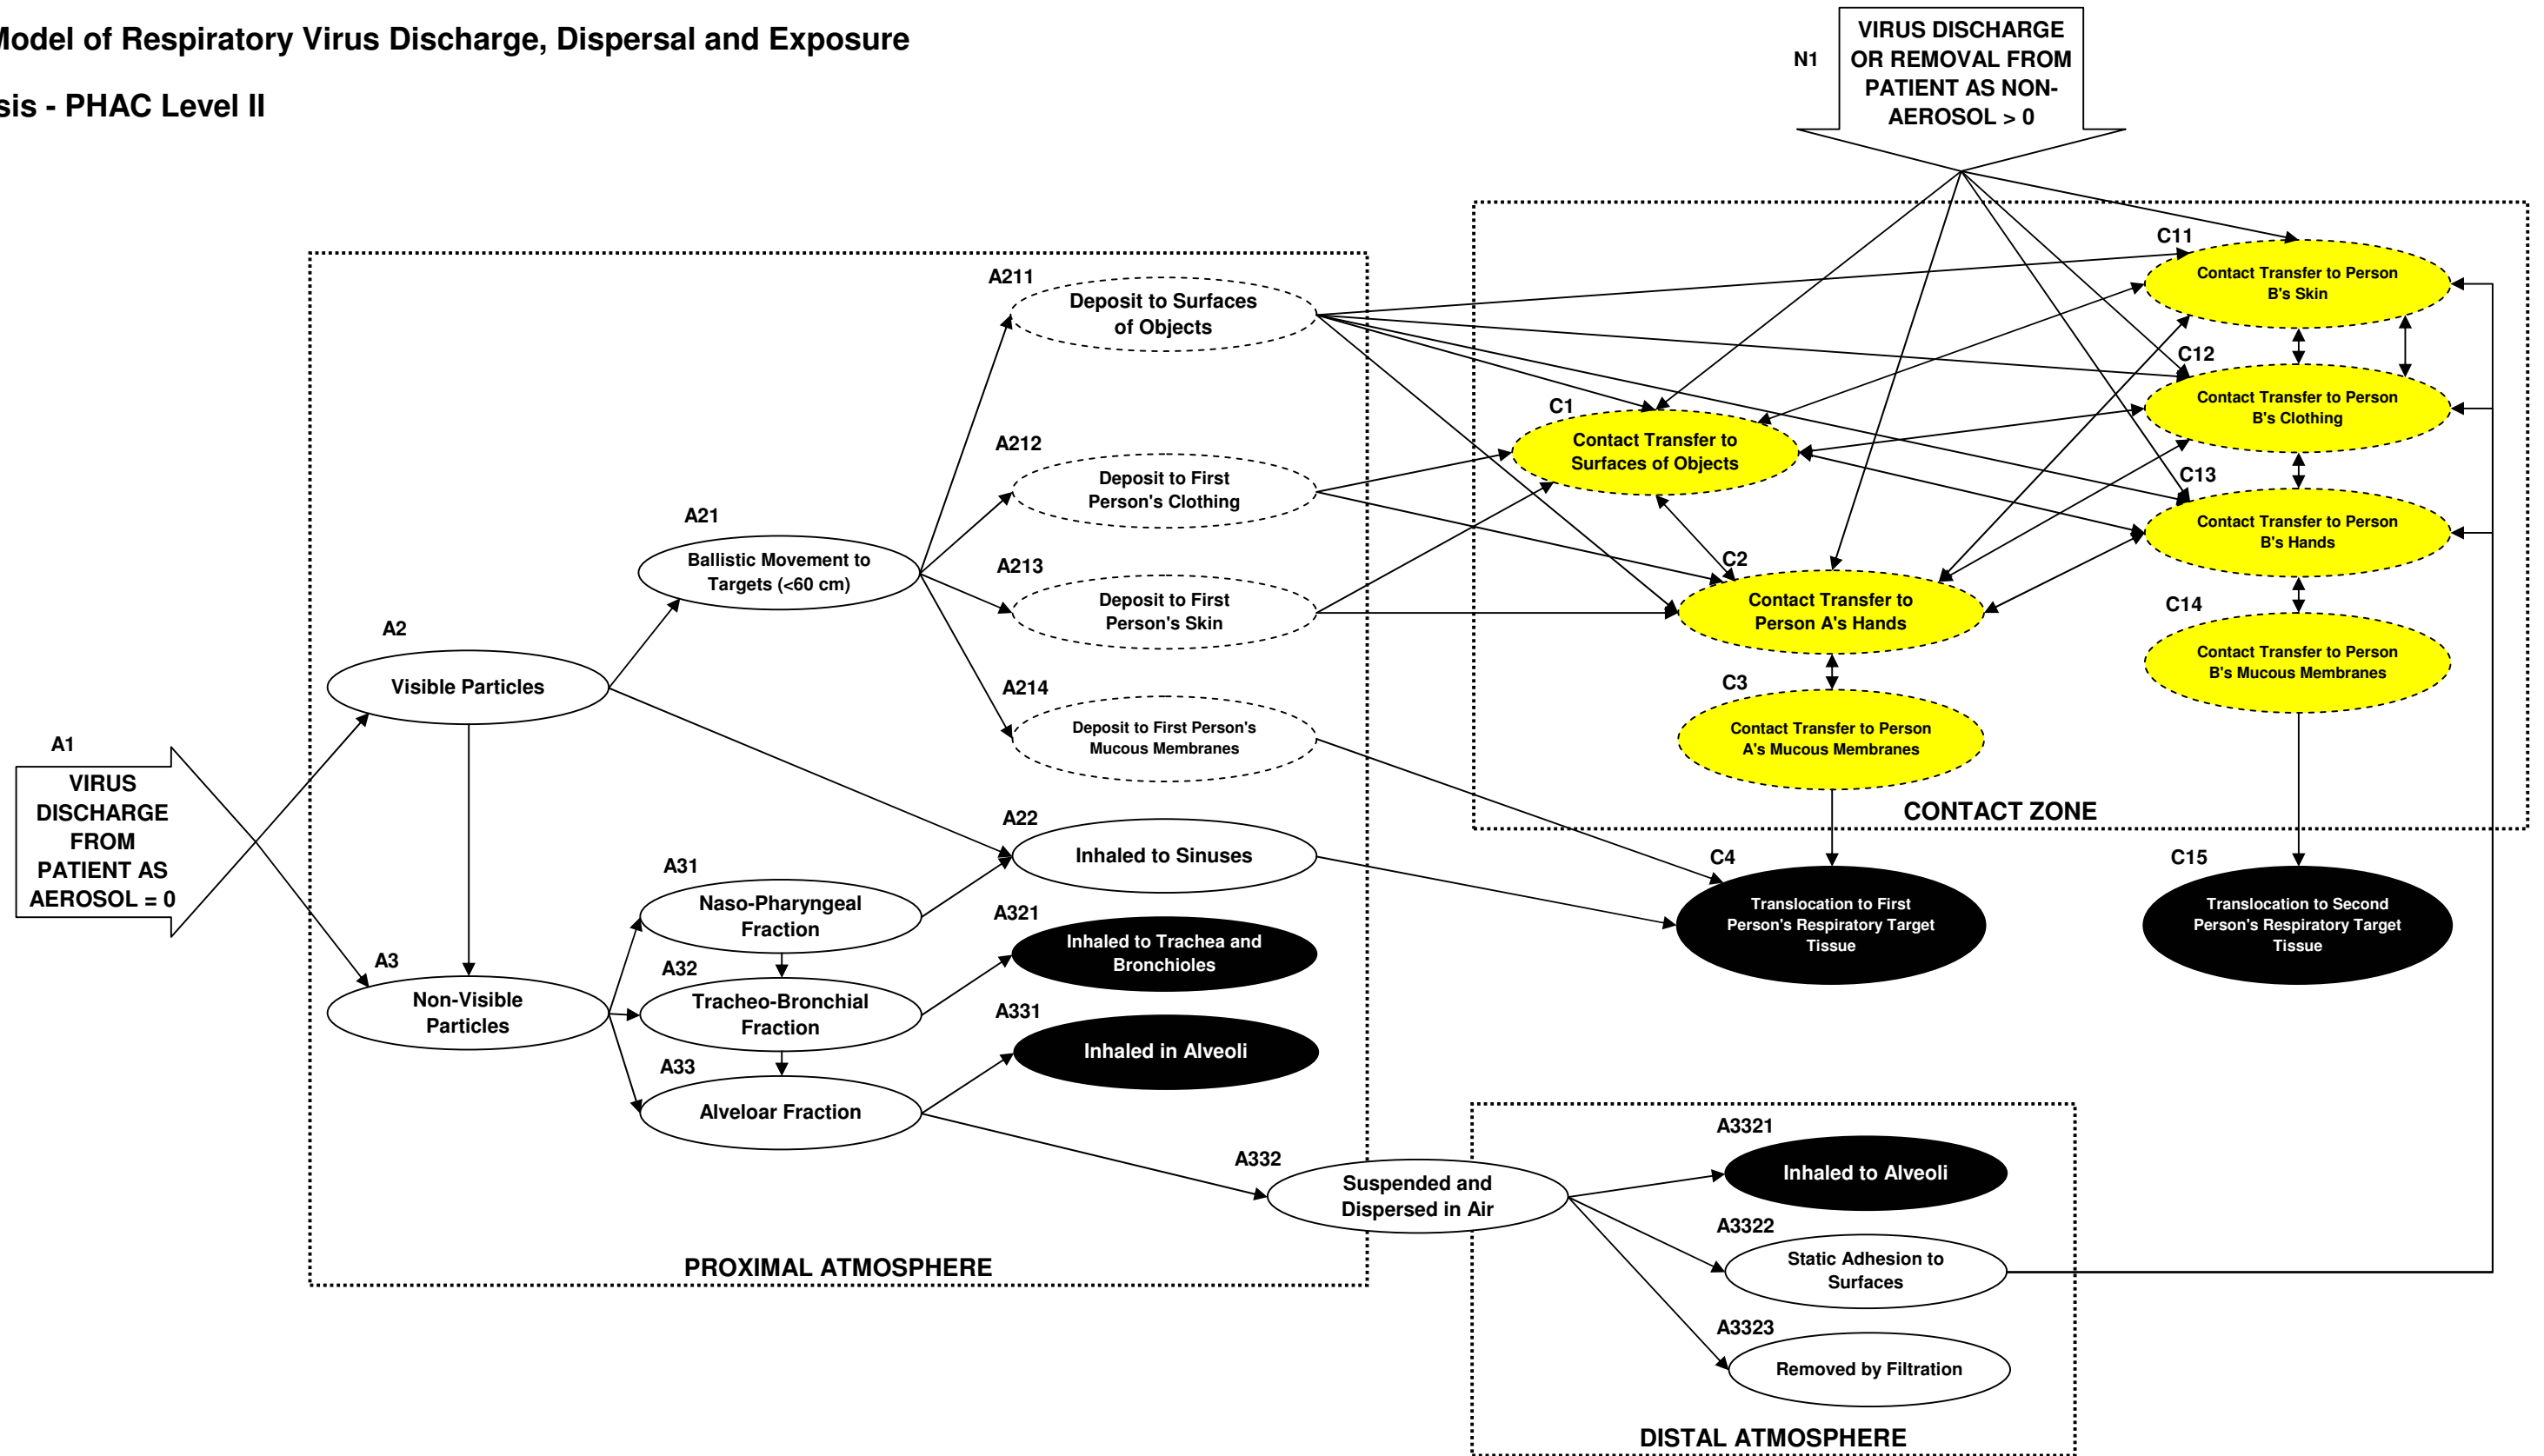 Model of Respiratory Virus Discharge, Dispersal and Exposure
sis - PHAC Level II
N1
VIRUS DISCHARGE
OR REMOVAL FROM
PATIENT AS NON-
AEROSOL > 0
A1
VIRUS
DISCHARGE
FROM
PATIENT AS
AEROSOL = 0
A2
Visible Particles
A3
Non-Visible
Particles
A21
Ballistic Movement to
Targets (<60 cm)
A31
Naso-Pharyngeal
Fraction
A32
Tracheo-Bronchial
Fraction
A33
Alveloar Fraction
A211
Deposit to Surfaces
of Objects
A212
Deposit to First
Person's Clothing
A213
Deposit to First
Person's Skin
A214
Deposit to First Person's
Mucous Membranes
A22
Inhaled to Sinuses
A321
Inhaled to Trachea and
Bronchioles
A331
Inhaled in Alveoli
A332
Suspended and
Dispersed in Air
PROXIMAL ATMOSPHERE
C1
Contact Transfer to
Surfaces of Objects
C2
Contact Transfer to
Person A's Hands
C3
Contact Transfer to Person
A's Mucous Membranes
C11
Contact Transfer to Person
B's Skin
C12
Contact Transfer to Person
B's Clothing
C13
Contact Transfer to Person
B's Hands
C14
Contact Transfer to Person
B's Mucous Membranes
CONTACT ZONE
C4
Translocation to First
Person's Respiratory Target
Tissue
C15
Translocation to Second
Person's Respiratory Target
Tissue
A3321
Inhaled to Alveoli
A3322
Static Adhesion to
Surfaces
A3323
Removed by Filtration
DISTAL ATMOSPHERE